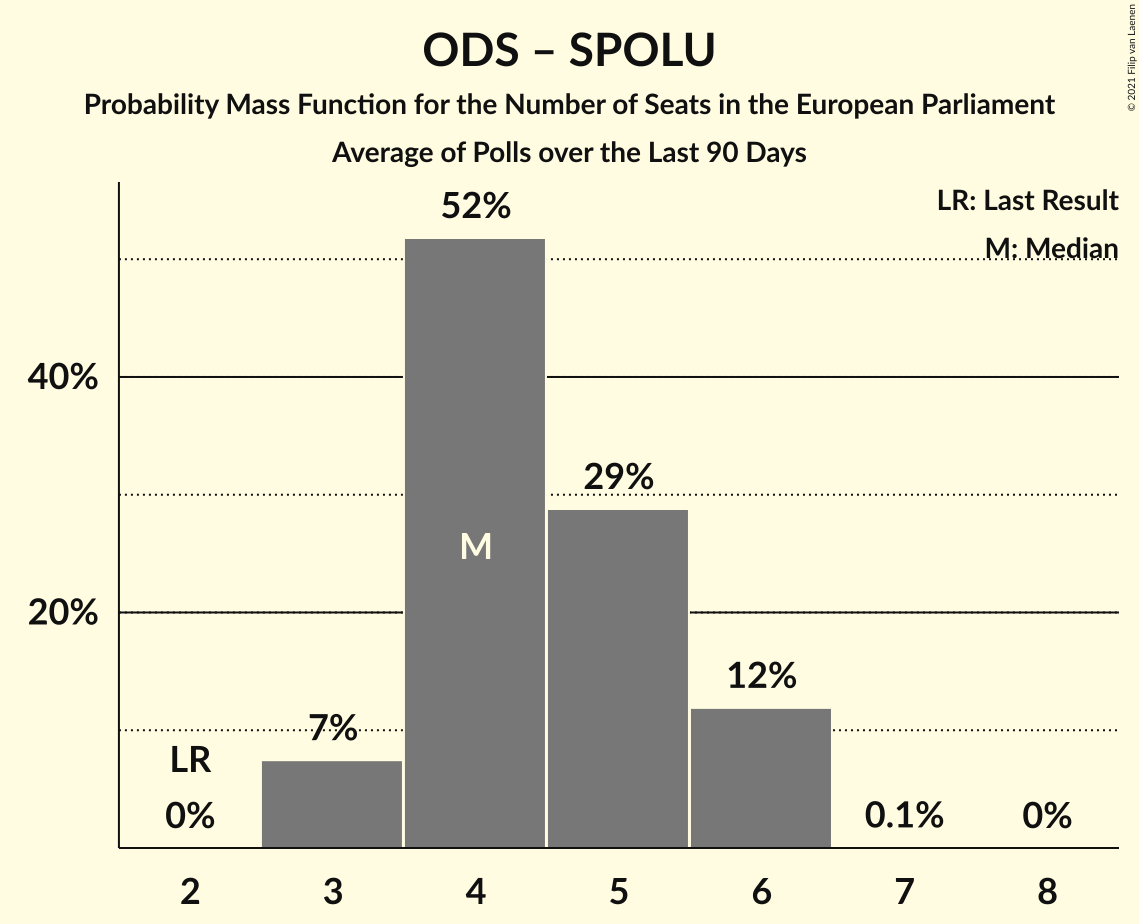 ODS – SPOLU
Probability Mass Function for the Number of Seats in the European Parliament
Average of Polls over the Last 90 Days
© 2021 Filip van Laenen
LR: Last Result
M: Median
52%
40%
29%
M
20%
12%
7%
LR
0%
0.1%
0%
2 3 4 5 6 7 8